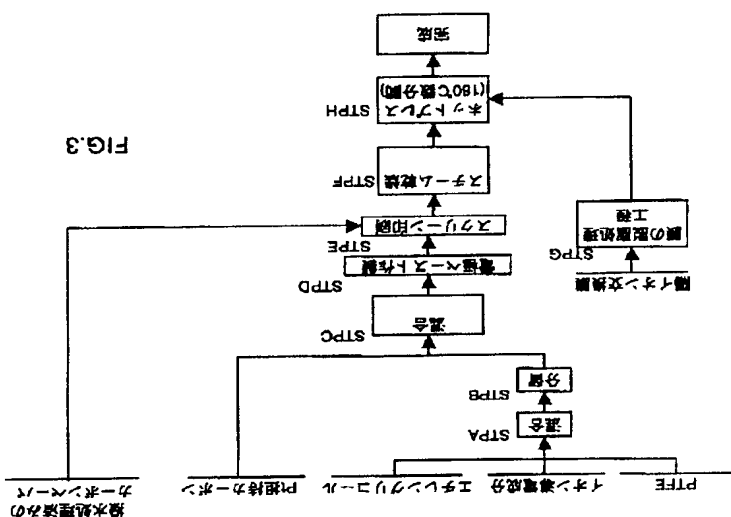 撥水処理済みの
カーボンペーパ
PTFE
イオン導電成分
エチレングリコール
Pt担持カーボン
STPA
混合
STPB
分留
STPC
混合
STPD
電極ペースト作製
STPE
スクリーン印刷
陽イオン交換膜
STPG
膜の脱脂処理
工程
STPF
スチーム乾燥
STPH
ホットプレス
(180℃数分間)
完成
FIG.3